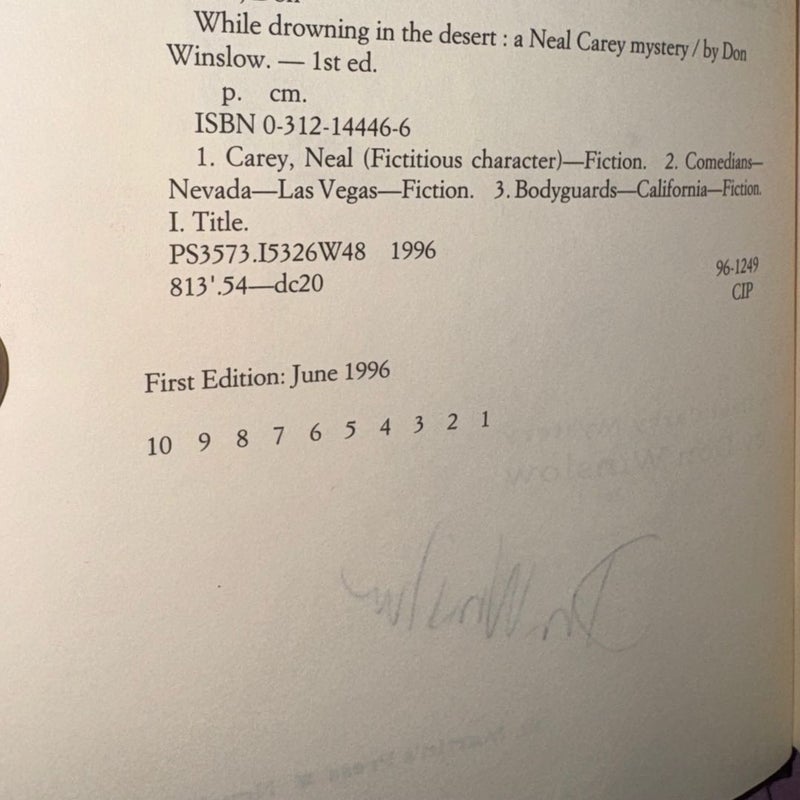 While drowning in the desert : a Neal Carey mystery / by Don
Winslow. — 1st ed.
p. cm.
ISBN 0-312-14446-6
1. Carey, Neal (Fictitious character)—Fiction. 2. Comedians—
Nevada—Las Vegas—Fiction. 3. Bodyguards—California—Fiction.
I. Title.
PS3573.I5326W48 1996
813'.54—dc20
96-1249
CIP
First Edition: June 1996
10 9 8 7 6 5 4 3 2 1